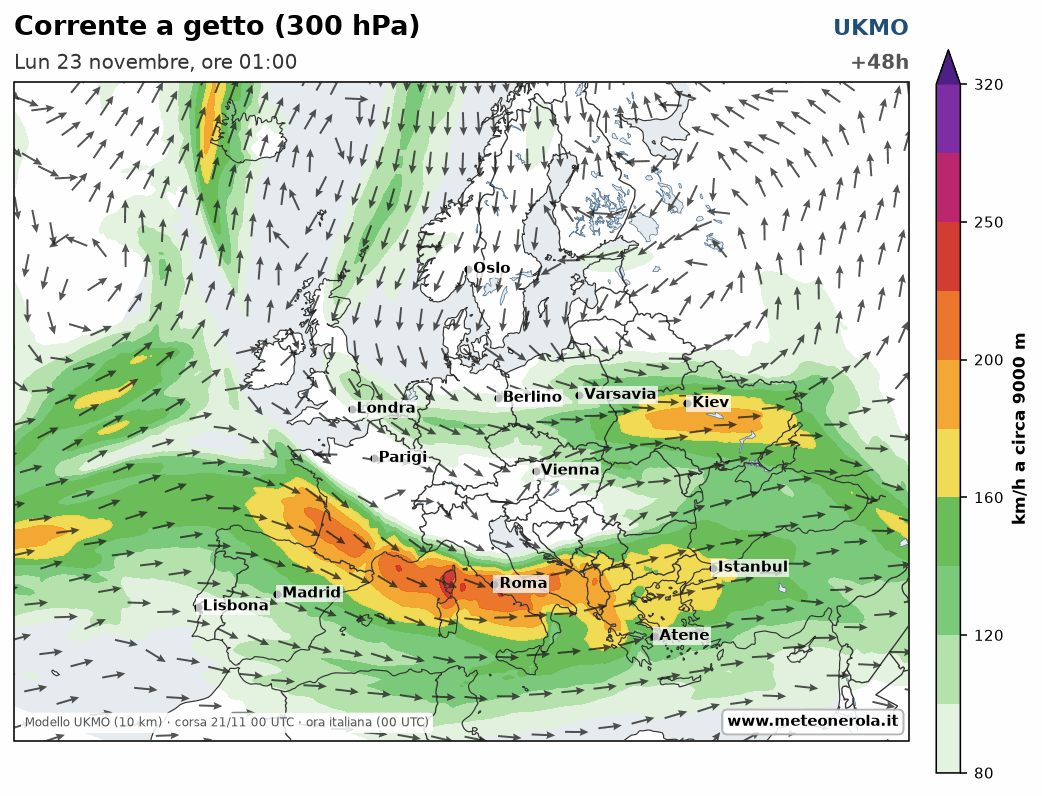 Corrente a getto (300 hPa)
UKMO
Lun 23 novembre, ore 01:00
+48h
320
250
200
160
120
80
km/h a circa 9000 m
Oslo
Berlino
Varsavia
Kiev
Londra
Parigi
Vienna
Istanbul
Roma
Madrid
Lisbona
Atene
Modello UKMO (10 km) · corsa 21/11 00 UTC · ora italiana (00 UTC)
www.meteonerola.it